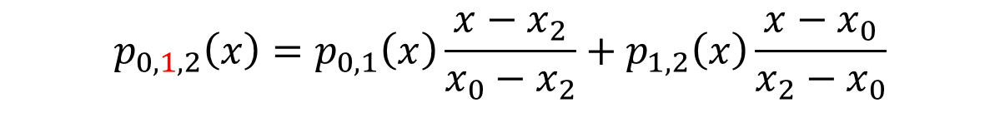 p₀,₁,₂(x) = p₀,₁(x) (x − x₂)/(x₀ − x₂) + p₁,₂(x) (x − x₀)/(x₂ − x₀)